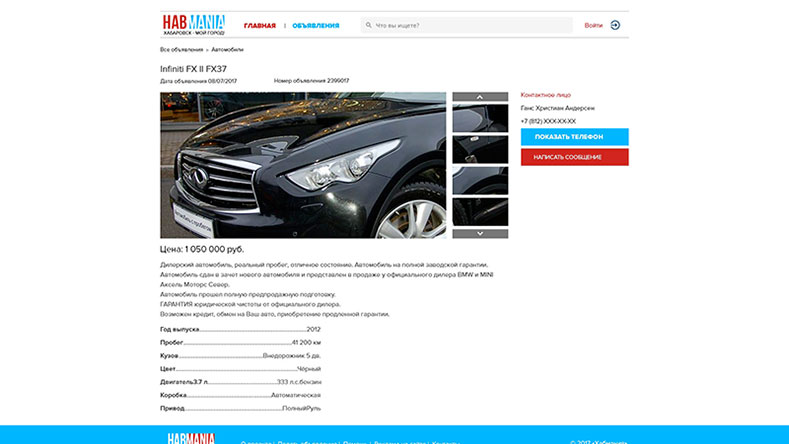 HABMANIA
ХАБАРОВСК - МОЙ ГОРОД!
ГЛАВНАЯ | ОБЪЯВЛЕНИЯ
Что вы ищете?
Войти
Все объявления » Автомобили
Infiniti FX II FX37
Дата объявления 08/07/2017 Номер объявления 2399017
Контактное лицо
Ганс Христиан Андерсен
+7 (812) XXX-XX-XX
ПОКАЗАТЬ ТЕЛЕФОН
НАПИСАТЬ СООБЩЕНИЕ
Автомобиль с пробегом
Цена: 1 050 000 руб.
Дилерский автомобиль, реальный пробег, отличное состояние. Автомобиль на полной заводской гарантии.
Автомобиль сдан в зачет нового автомобиля и представлен в продаже у официального дилера BMW и MINI
Аксель Моторс Север.
Автомобиль прошел полную предпродажную подготовку.
ГАРАНТИЯ юридической чистоты от официального дилера.
Возможен кредит, обмен на Ваш авто, приобретение продленной гарантии.
Год выпуска 2012
Пробег 41 200 км
Кузов Внедорожник 5 дв.
Цвет Чёрный
Двигатель3.7 л 333 л.с.бензин
Коробка Автоматическая
Привод ПолныйРуль
HABMANIA
© 2017 «Хабмания»